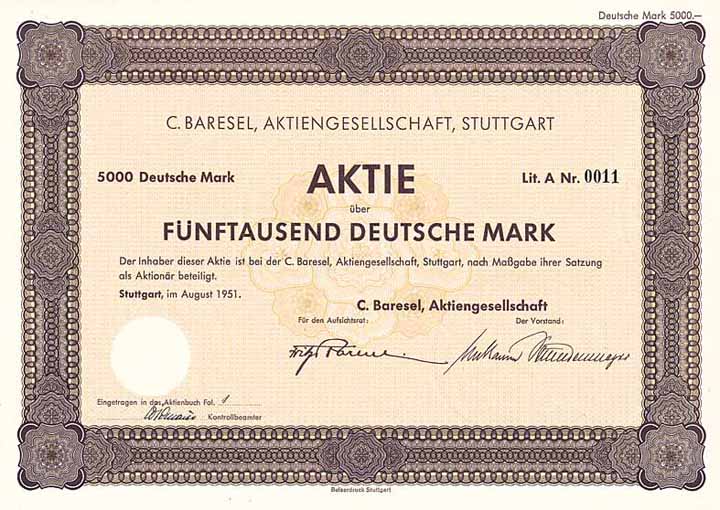 Deutsche Mark 5000.—
C. BARESEL, AKTIENGESELLSCHAFT, STUTTGART
5000 Deutsche Mark AKTIE Lit. A Nr. 0011
über
FÜNFTAUSEND DEUTSCHE MARK
Der Inhaber dieser Aktie ist bei der C. Baresel, Aktiengesellschaft, Stuttgart, nach Maßgabe ihrer Satzung
als Aktionär beteiligt.
Stuttgart, im August 1951.
C. Baresel, Aktiengesellschaft
Für den Aufsichtsrat: Der Vorstand:
Eingetragen in das Aktienbuch Fol. 1
Kontrollbeamter
Belserdruck Stuttgart